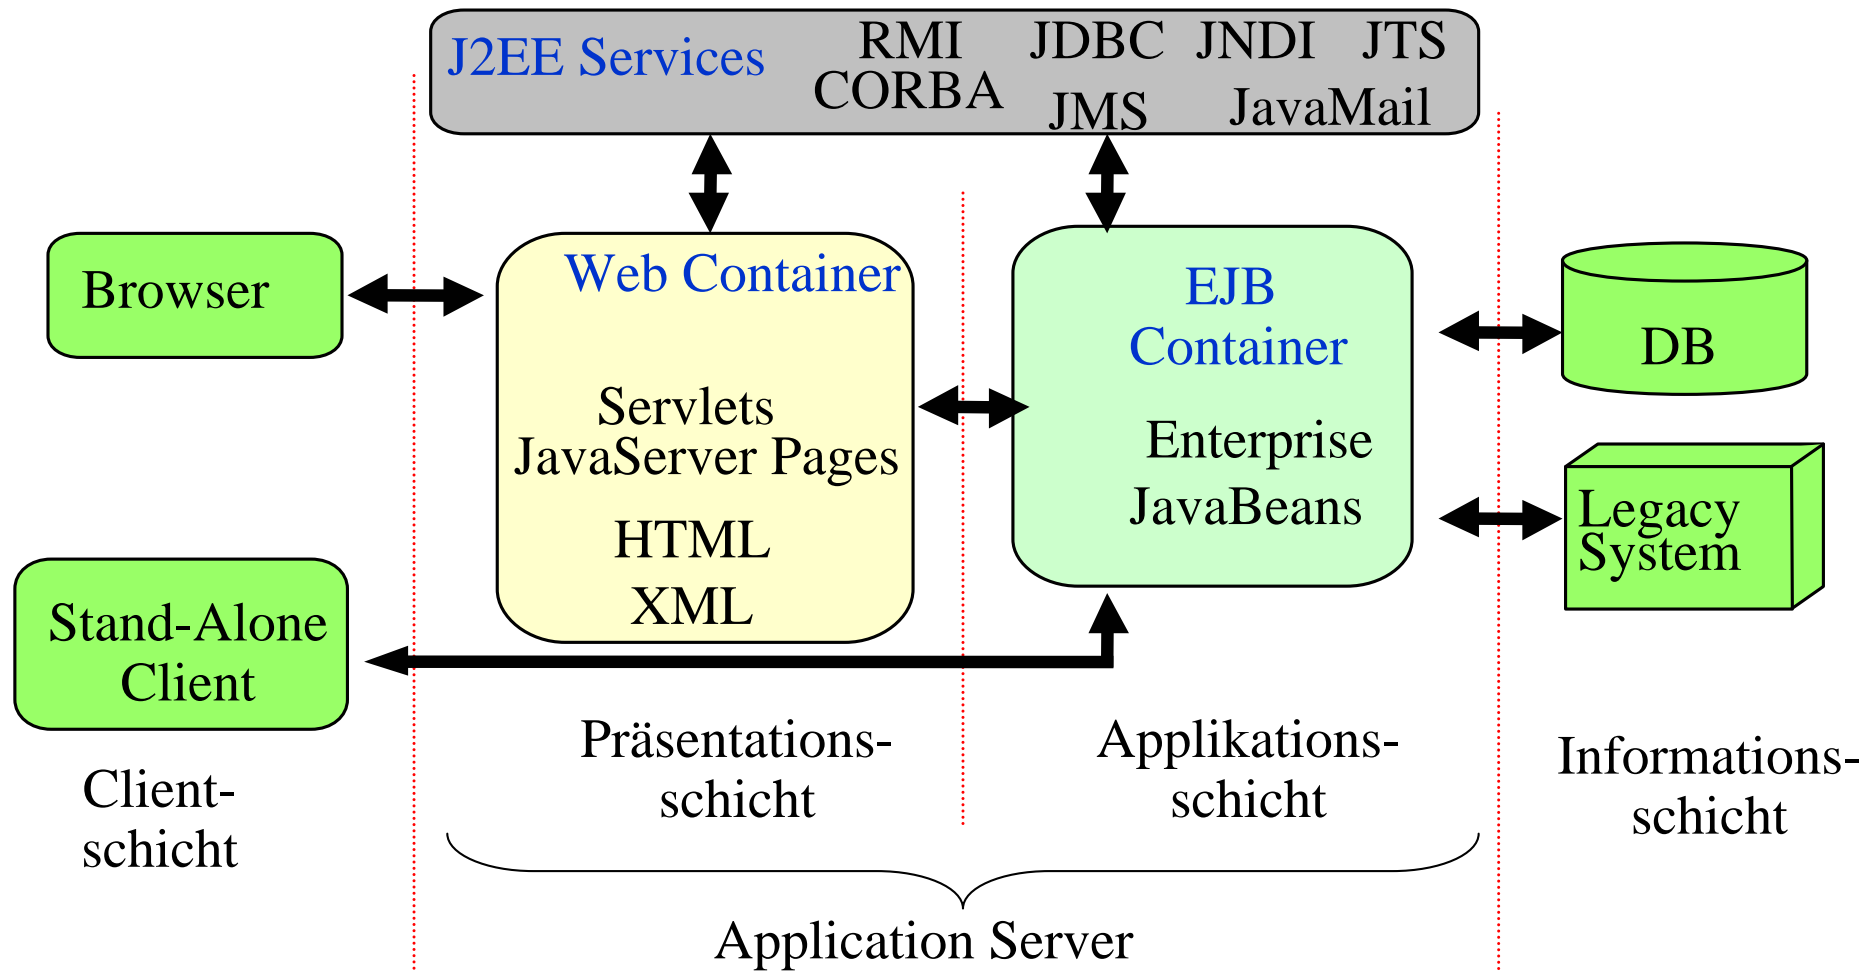 J2EE Services
RMI
CORBA
JDBC
JNDI
JTS
JMS
JavaMail
Browser
Web Container
Servlets
JavaServer Pages
HTML
XML
EJB
Container
Enterprise
JavaBeans
DB
Legacy
System
Stand-Alone
Client
Client-
schicht
Präsentations-
schicht
Applikations-
schicht
Informations-
schicht
Application Server